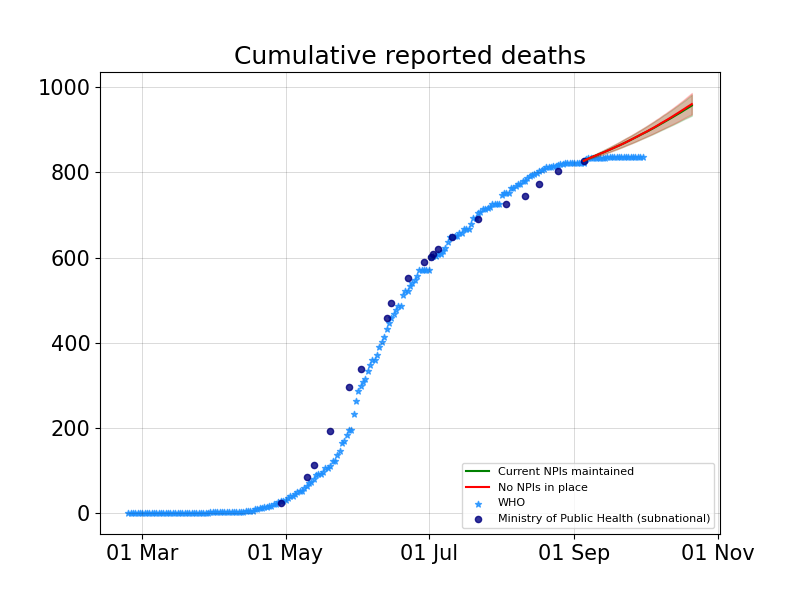 Cumulative reported deaths
1000
800
600
400
200
0
01 Mar 01 May 01 Jul 01 Sep 01 Nov
Current NPIs maintained
No NPIs in place
WHO
Ministry of Public Health (subnational)